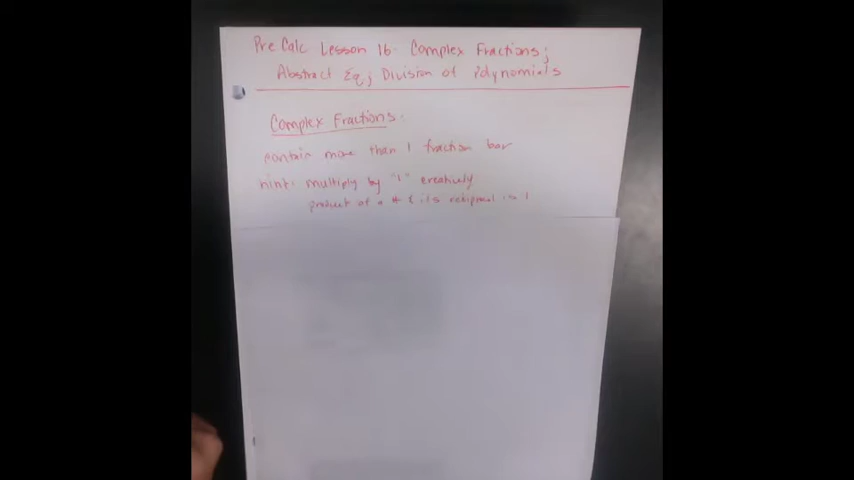 Pre Calc Lesson 16 Complex Fractions;
Abstract Eq; Division of Polynomials
Complex Fractions:
contain more than 1 fraction bar
hint: multiply by "1" creatively
product of a # & its reciprocal is 1